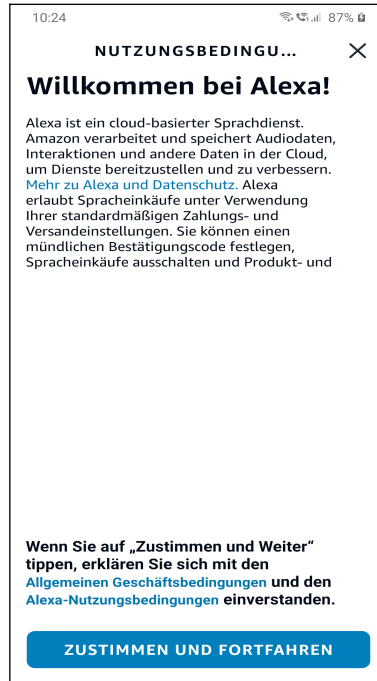 10:24 87%
NUTZUNGSBEDINGU...
Willkommen bei Alexa!
Alexa ist ein cloud-basierter Sprachdienst.
Amazon verarbeitet und speichert Audiodaten,
Interaktionen und andere Daten in der Cloud,
um Dienste bereitzustellen und zu verbessern.
Mehr zu Alexa und Datenschutz. Alexa
erlaubt Spracheinkäufe unter Verwendung
Ihrer standardmäßigen Zahlungs- und
Versandeinstellungen. Sie können einen
mündlichen Bestätigungscode festlegen,
Spracheinkäufe ausschalten und Produkt- und
Wenn Sie auf „Zustimmen und Weiter“
tippen, erklären Sie sich mit den
Allgemeinen Geschäftsbedingungen und den
Alexa-Nutzungsbedingungen einverstanden.
ZUSTIMMEN UND FORTFAHREN